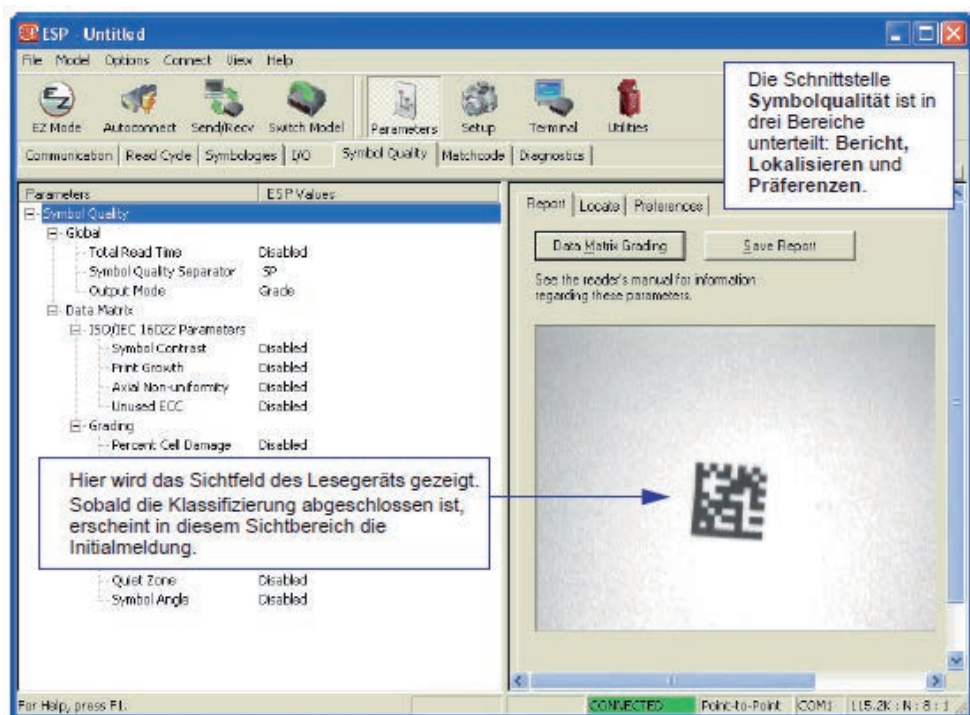 ESP - Untitled
File Model Options Connect View Help
EZ Mode Autoconnect Send/Recv Switch Model Parameters Setup Terminal Utilities
Communication Read Cycle Symbologies I/O Symbol Quality Matchcode Diagnostics
Die Schnittstelle
Symbolqualität ist in
drei Bereiche
unterteilt: Bericht,
Lokalisieren und
Präferenzen.
Parameters ESP Values
Symbol Quality
Global
Total Read Time Disabled
Symbol Quality Separator SP
Output Mode Grade
Data Matrix
ISO/IEC 16022 Parameters
Symbol Contrast Disabled
Print Growth Disabled
Axial Non-uniformity Disabled
Unused ECC Disabled
Grading
Percent Cell Damage Disabled
Hier wird das Sichtfeld des Lesegeräts gezeigt.
Sobald die Klassifizierung abgeschlossen ist,
erscheint in diesem Sichtbereich die
Initialmeldung.
Quiet Zone Disabled
Symbol Angle Disabled
Report Locate Preferences
Data Matrix Grading Save Report
See the reader's manual for information
regarding these parameters.
For Help, press F1. CONNECTED Point-to-Point COM1 115.2K : N : 8 : 1